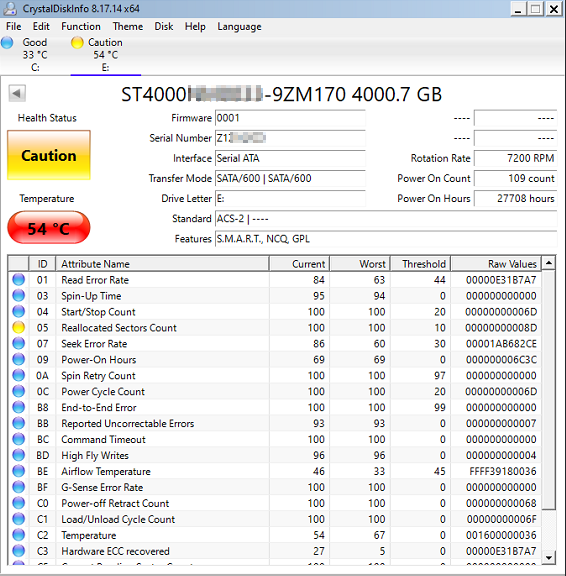 CrystalDiskInfo 8.17.14 x64
File Edit Function Theme Disk Help Language
Good Caution
33 °C 54 °C
C: E:
ST4000 -9ZM170 4000.7 GB
Health Status Firmware 0001 ---- ----
Serial Number Z1 ---- ----
Caution Interface Serial ATA Rotation Rate 7200 RPM
Transfer Mode SATA/600 | SATA/600 Power On Count 109 count
Temperature Drive Letter E: Power On Hours 27708 hours
54 °C Standard ACS-2 | ----
Features S.M.A.R.T., NCQ, GPL
ID Attribute Name Current Worst Threshold Raw Values
01 Read Error Rate 84 63 44 00000E31B7A7
03 Spin-Up Time 95 94 0 000000000000
04 Start/Stop Count 100 100 20 00000000006D
05 Reallocated Sectors Count 100 100 10 00000000008D
07 Seek Error Rate 86 60 30 00001AB682CE
09 Power-On Hours 69 69 0 000000006C3C
0A Spin Retry Count 100 100 97 000000000000
0C Power Cycle Count 100 100 20 00000000006D
B8 End-to-End Error 100 100 99 000000000000
BB Reported Uncorrectable Errors 93 93 0 000000000007
BC Command Timeout 100 100 0 000000000000
BD High Fly Writes 96 96 0 000000000004
BE Airflow Temperature 46 33 45 FFFF39180036
BF G-Sense Error Rate 100 100 0 000000000000
C0 Power-off Retract Count 100 100 0 000000000068
C1 Load/Unload Cycle Count 100 100 0 00000000006F
C2 Temperature 54 67 0 001600000036
C3 Hardware ECC recovered 27 5 0 00000E31B7A7